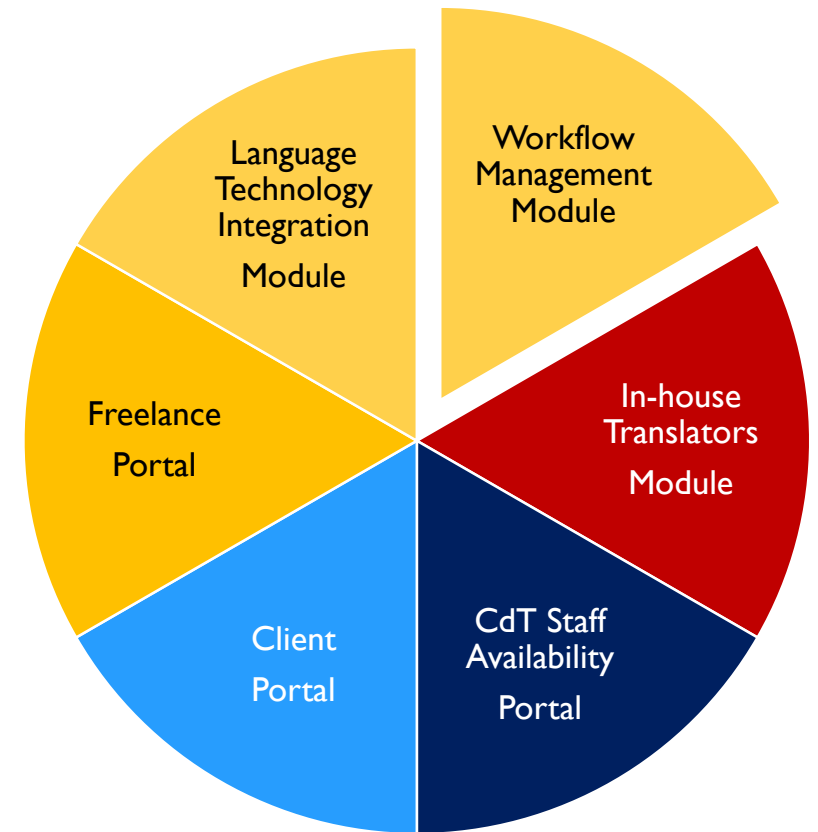 Workflow
Management
Module
In-house
Translators
Module
CdT Staff
Availability
Portal
Client
Portal
Freelance
Portal
Language
Technology
Integration
Module